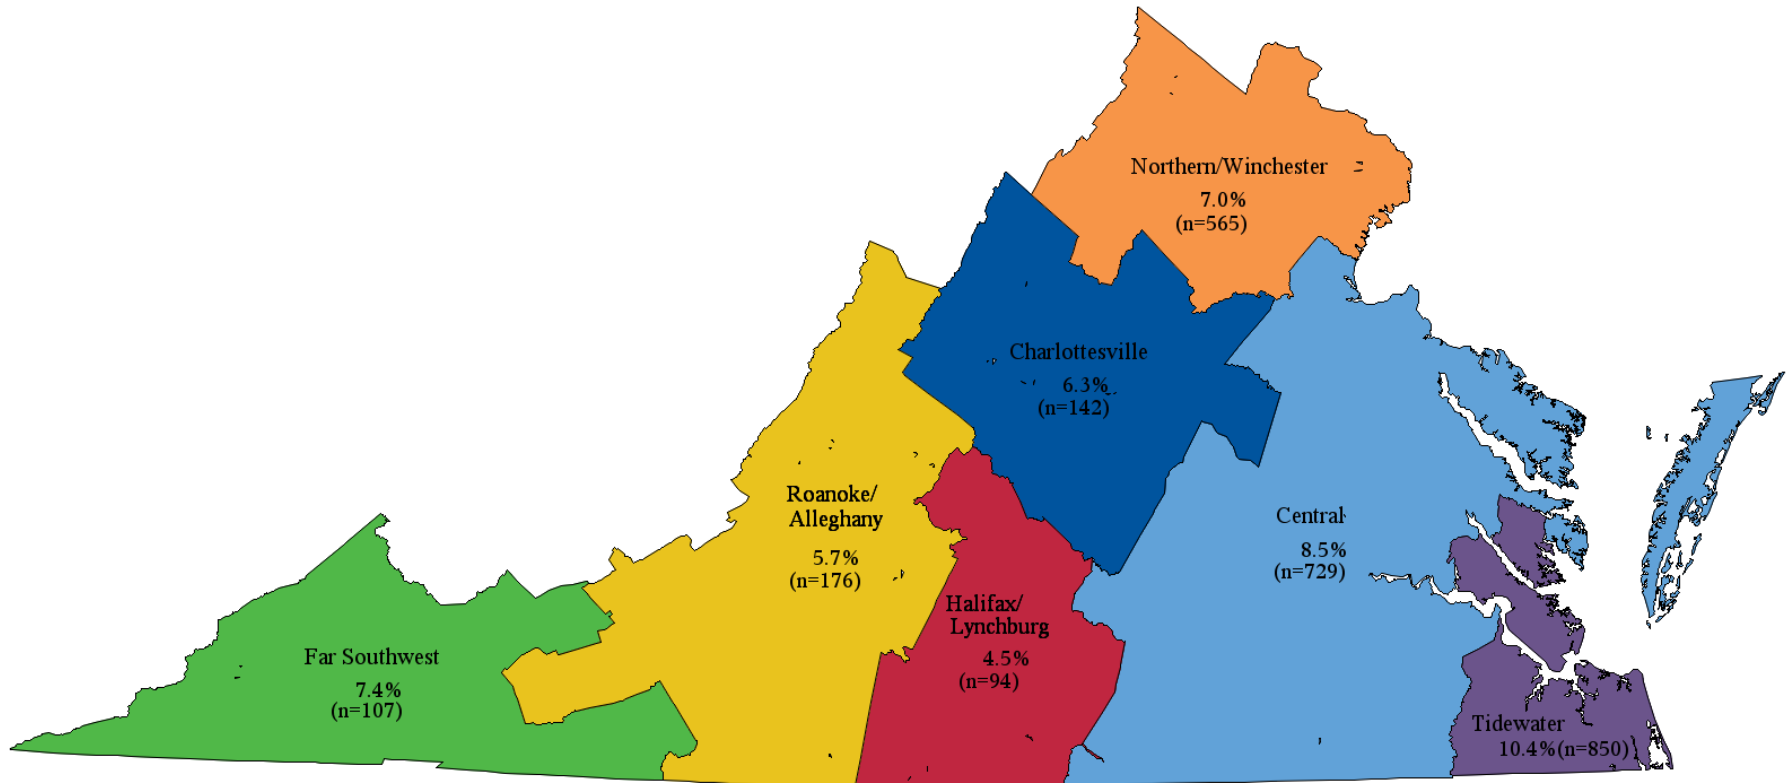 Northern/Winchester
7.0%
(n=565)
Charlottesville
6.3%
(n=142)
Roanoke/
Alleghany
5.7%
(n=176)
Central
8.5%
(n=729)
Halifax/
Lynchburg
4.5%
(n=94)
Far Southwest
7.4%
(n=107)
Tidewater
10.4%(n=850)